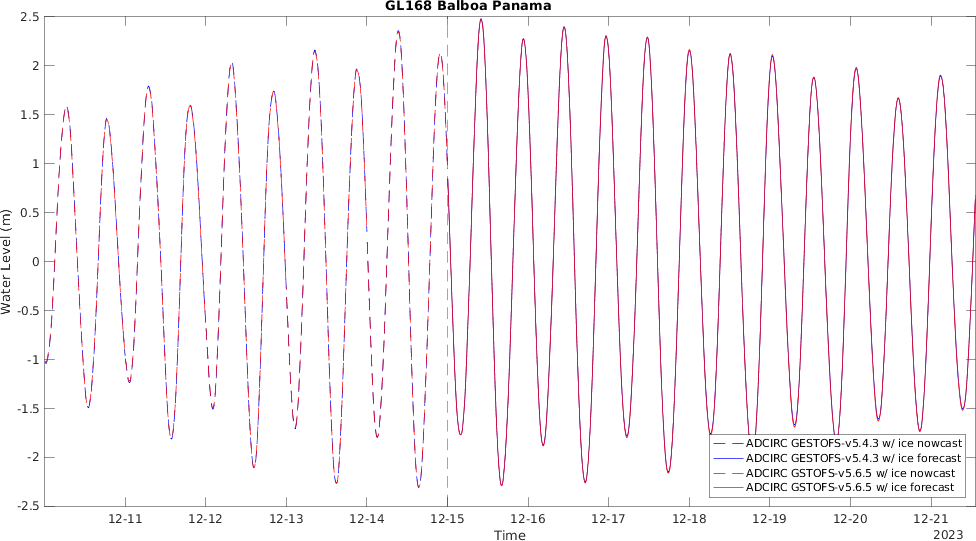 GL168 Balboa Panama
2.5
2
1.5
1
0.5
0
-0.5
-1
-1.5
-2
-2.5
Water Level (m)
ADCIRC GESTOFS-v5.4.3 w/ ice nowcast
ADCIRC GESTOFS-v5.4.3 w/ ice forecast
ADCIRC GSTOFS-v5.6.5 w/ ice nowcast
ADCIRC GSTOFS-v5.6.5 w/ ice forecast
12-11 12-12 12-13 12-14 12-15 12-16 12-17 12-18 12-19 12-20 12-21
Time
2023